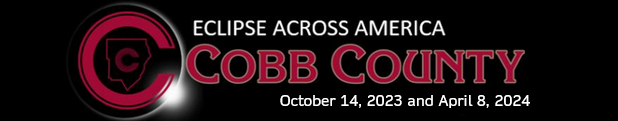 ECLIPSE ACROSS AMERICA
C
COBB COUNTY
October 14, 2023 and April 8, 2024